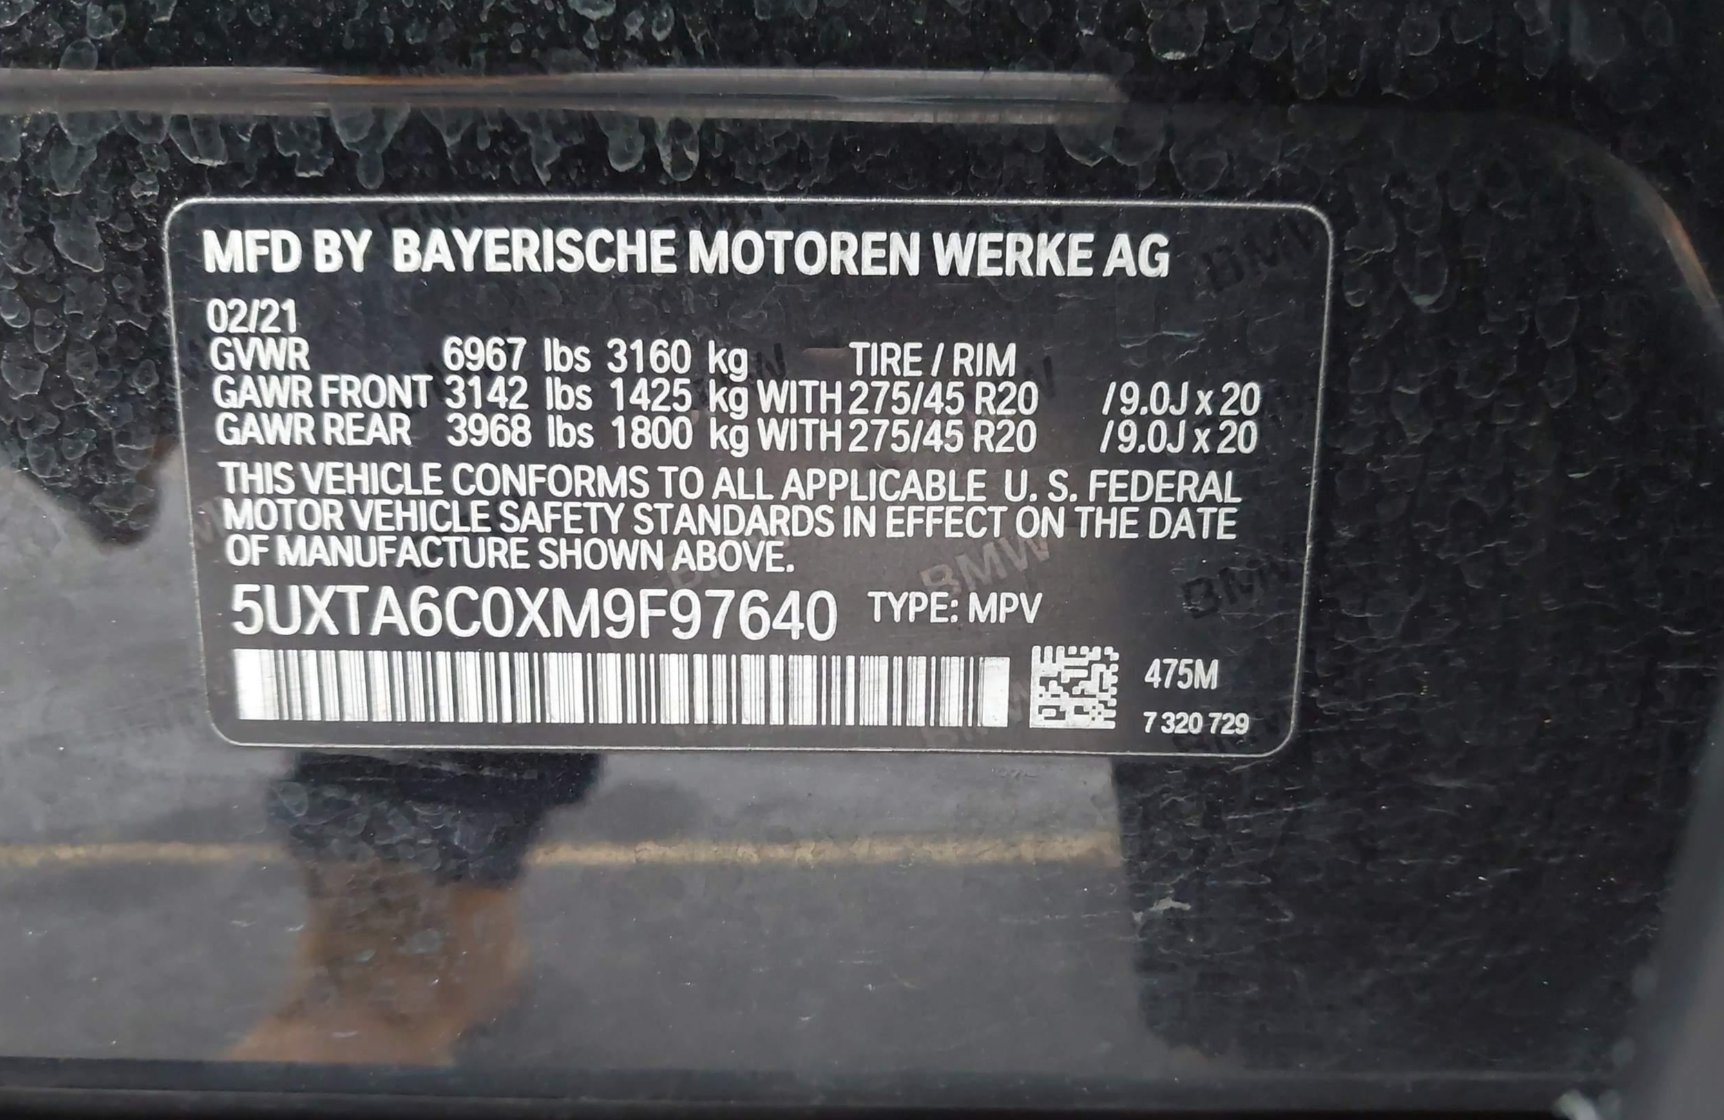 MFD BY BAYERISCHE MOTOREN WERKE AG
02/21
GVWR 6967 lbs 3160 kg TIRE / RIM
GAWR FRONT 3142 lbs 1425 kg WITH 275/45 R20 / 9.0J x 20
GAWR REAR 3968 lbs 1800 kg WITH 275/45 R20 / 9.0J x 20
THIS VEHICLE CONFORMS TO ALL APPLICABLE U. S. FEDERAL
MOTOR VEHICLE SAFETY STANDARDS IN EFFECT ON THE DATE
OF MANUFACTURE SHOWN ABOVE.
5UXTA6C0XM9F97640 TYPE: MPV
475M
7 320 729